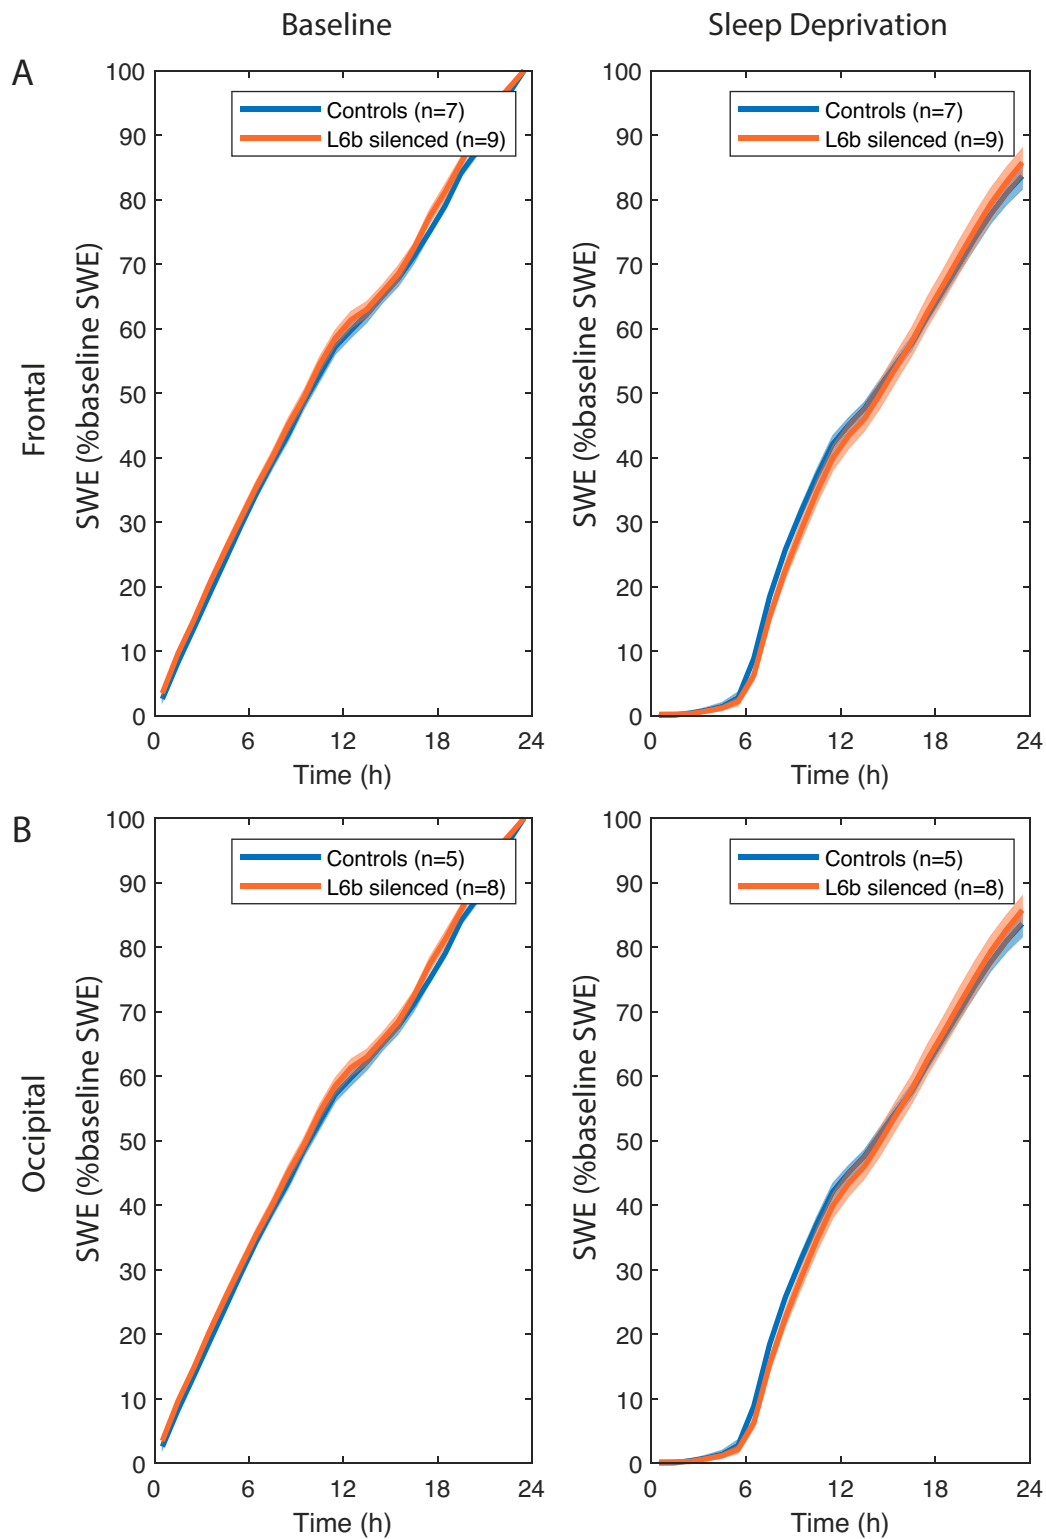 Baseline
Sleep Deprivation
A
Frontal
SWE (%baseline SWE)
100
90
80
70
60
50
40
30
20
10
0
Controls (n=7)
L6b silenced (n=9)
0 6 12 18 24
Time (h)
SWE (%baseline SWE)
100
90
80
70
60
50
40
30
20
10
0
Controls (n=7)
L6b silenced (n=9)
0 6 12 18 24
Time (h)
B
Occipital
SWE (%baseline SWE)
100
90
80
70
60
50
40
30
20
10
0
Controls (n=5)
L6b silenced (n=8)
0 6 12 18 24
Time (h)
SWE (%baseline SWE)
100
90
80
70
60
50
40
30
20
10
0
Controls (n=5)
L6b silenced (n=8)
0 6 12 18 24
Time (h)